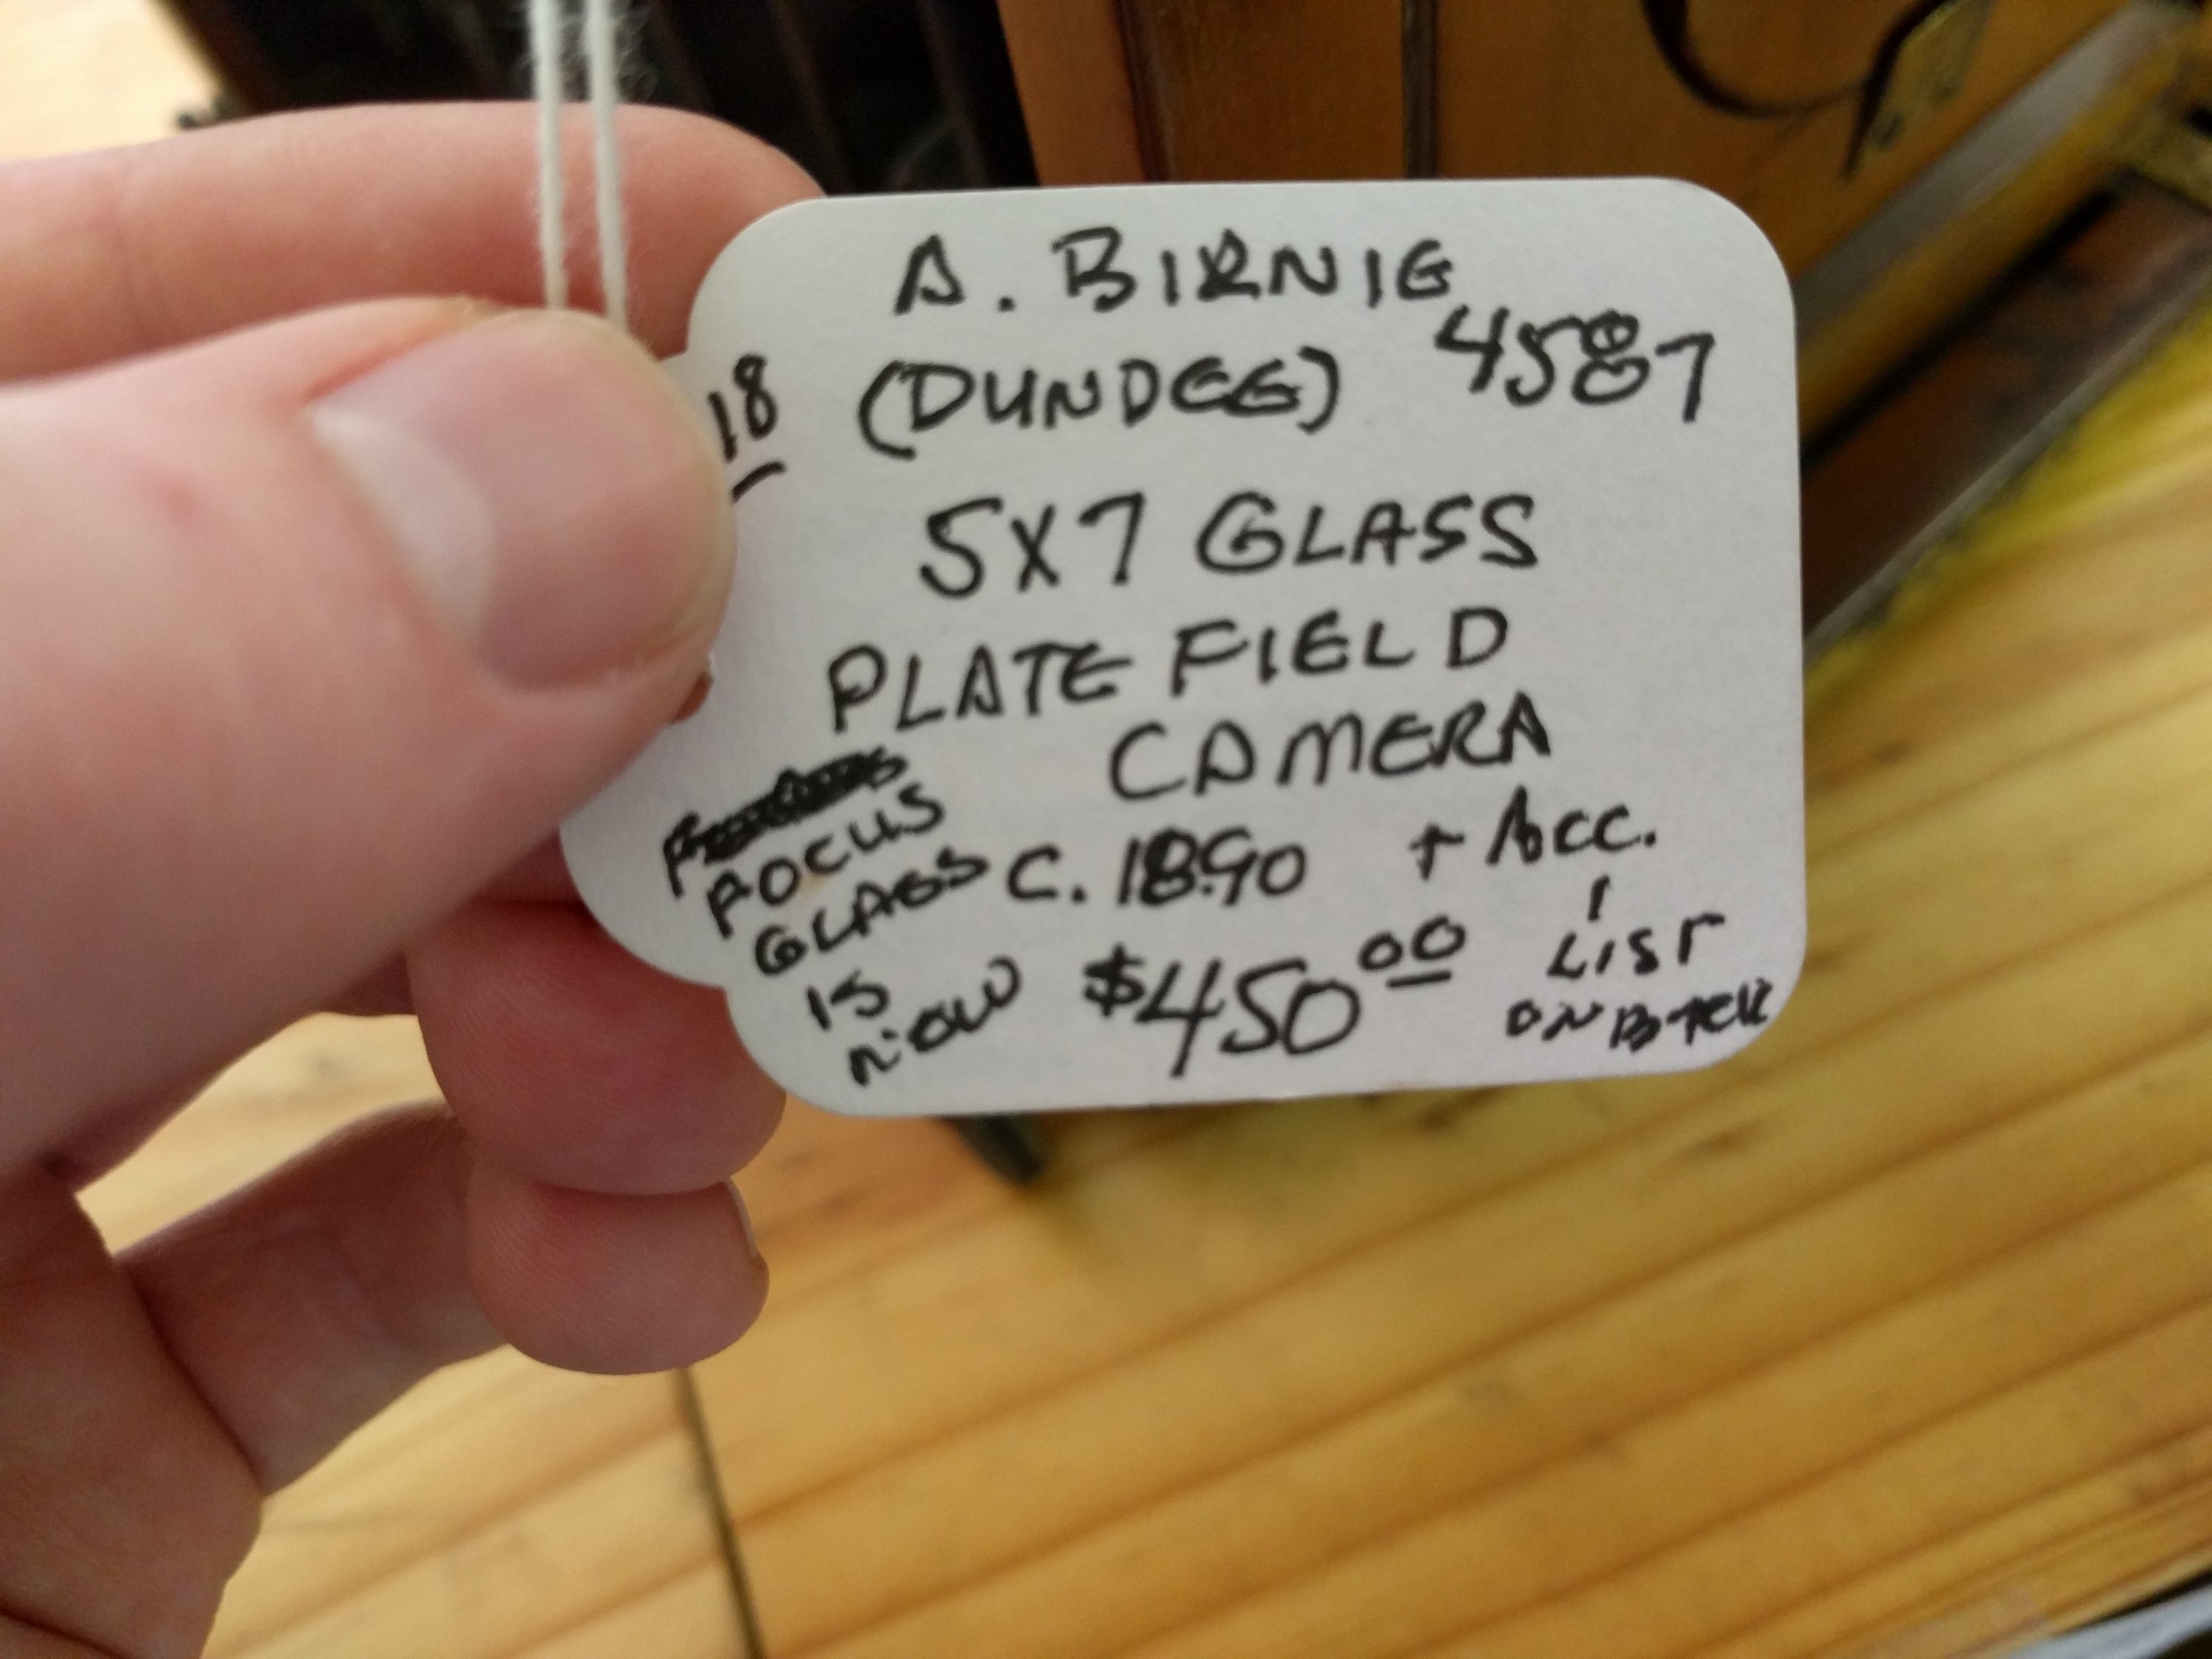 A. BIRNIE
18 (DUNDEE) 4587
5X7 GLASS
PLATE FIELD
CAMERA
C. 1890 + ACC.
$450.00
LIST
ON BACK
FOCUS
GLASS
IS
NEW